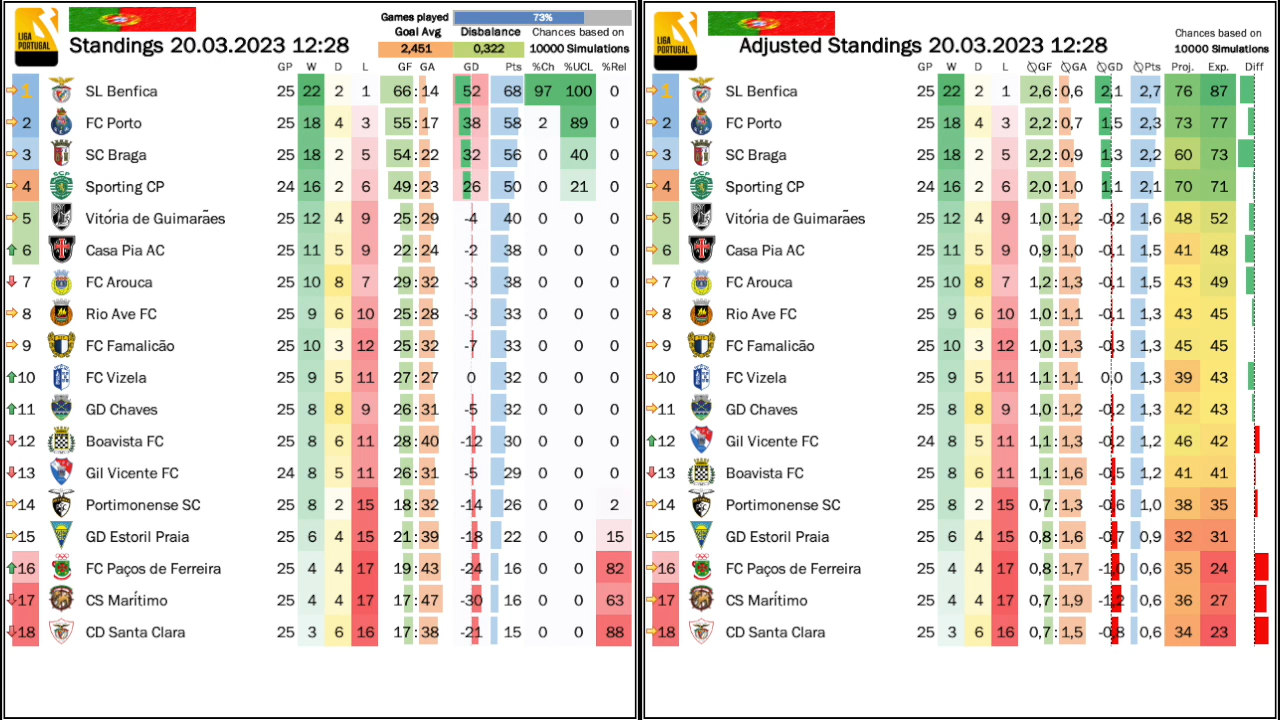 Games played 73%
LIGA PORTUGAL
Standings 20.03.2023 12:28
Goal Avg Disbalance Chances based on
2,451 0,322 10000 Simulations
GP W D L GF GA GD Pts %Ch %UCL %Rel
1 SL Benfica 25 22 2 1 66 : 14 52 68 97 100 0
2 FC Porto 25 18 4 3 55 : 17 38 58 2 89 0
3 SC Braga 25 18 2 5 54 : 22 32 56 0 40 0
4 Sporting CP 24 16 2 6 49 : 23 26 50 0 21 0
5 Vitória de Guimarães 25 12 4 9 25 : 29 -4 40 0 0 0
6 Casa Pia AC 25 11 5 9 22 : 24 -2 38 0 0 0
7 FC Arouca 25 10 8 7 29 : 32 -3 38 0 0 0
8 Rio Ave FC 25 9 6 10 25 : 28 -3 33 0 0 0
9 FC Famalicão 25 10 3 12 25 : 32 -7 33 0 0 0
10 FC Vizela 25 9 5 11 27 : 27 0 32 0 0 0
11 GD Chaves 25 8 8 9 26 : 31 -5 32 0 0 0
12 Boavista FC 25 8 6 11 28 : 40 -12 30 0 0 0
13 Gil Vicente FC 24 8 5 11 26 : 31 -5 29 0 0 0
14 Portimonense SC 25 8 2 15 18 : 32 -14 26 0 0 2
15 GD Estoril Praia 25 6 4 15 21 : 39 -18 22 0 0 15
16 FC Paços de Ferreira 25 4 4 17 19 : 43 -24 16 0 0 82
17 CS Marítimo 25 4 4 17 17 : 47 -30 16 0 0 63
18 CD Santa Clara 25 3 6 16 17 : 38 -21 15 0 0 88
LIGA PORTUGAL
Adjusted Standings 20.03.2023 12:28
Chances based on
10000 Simulations
GP W D L ∅GF ∅GA ∅GD ∅Pts Proj. Exp. Diff
1 SL Benfica 25 22 2 1 2,6 : 0,6 2,1 2,7 76 87
2 FC Porto 25 18 4 3 2,2 : 0,7 1,5 2,3 73 77
3 SC Braga 25 18 2 5 2,2 : 0,9 1,3 2,2 60 73
4 Sporting CP 24 16 2 6 2,0 : 1,0 1,1 2,1 70 71
5 Vitória de Guimarães 25 12 4 9 1,0 : 1,2 -0,2 1,6 48 52
6 Casa Pia AC 25 11 5 9 0,9 : 1,0 -0,1 1,5 41 48
7 FC Arouca 25 10 8 7 1,2 : 1,3 -0,1 1,5 43 49
8 Rio Ave FC 25 9 6 10 1,0 : 1,1 -0,1 1,3 43 45
9 FC Famalicão 25 10 3 12 1,0 : 1,3 -0,3 1,3 45 45
10 FC Vizela 25 9 5 11 1,1 : 1,1 0,0 1,3 39 43
11 GD Chaves 25 8 8 9 1,0 : 1,2 -0,2 1,3 42 43
12 Gil Vicente FC 24 8 5 11 1,1 : 1,3 -0,2 1,2 46 42
13 Boavista FC 25 8 6 11 1,1 : 1,6 -0,5 1,2 41 41
14 Portimonense SC 25 8 2 15 0,7 : 1,3 -0,6 1,0 38 35
15 GD Estoril Praia 25 6 4 15 0,8 : 1,6 -0,7 0,9 32 31
16 FC Paços de Ferreira 25 4 4 17 0,8 : 1,7 -1,0 0,6 35 24
17 CS Marítimo 25 4 4 17 0,7 : 1,9 -1,2 0,6 36 27
18 CD Santa Clara 25 3 6 16 0,7 : 1,5 -0,8 0,6 34 23